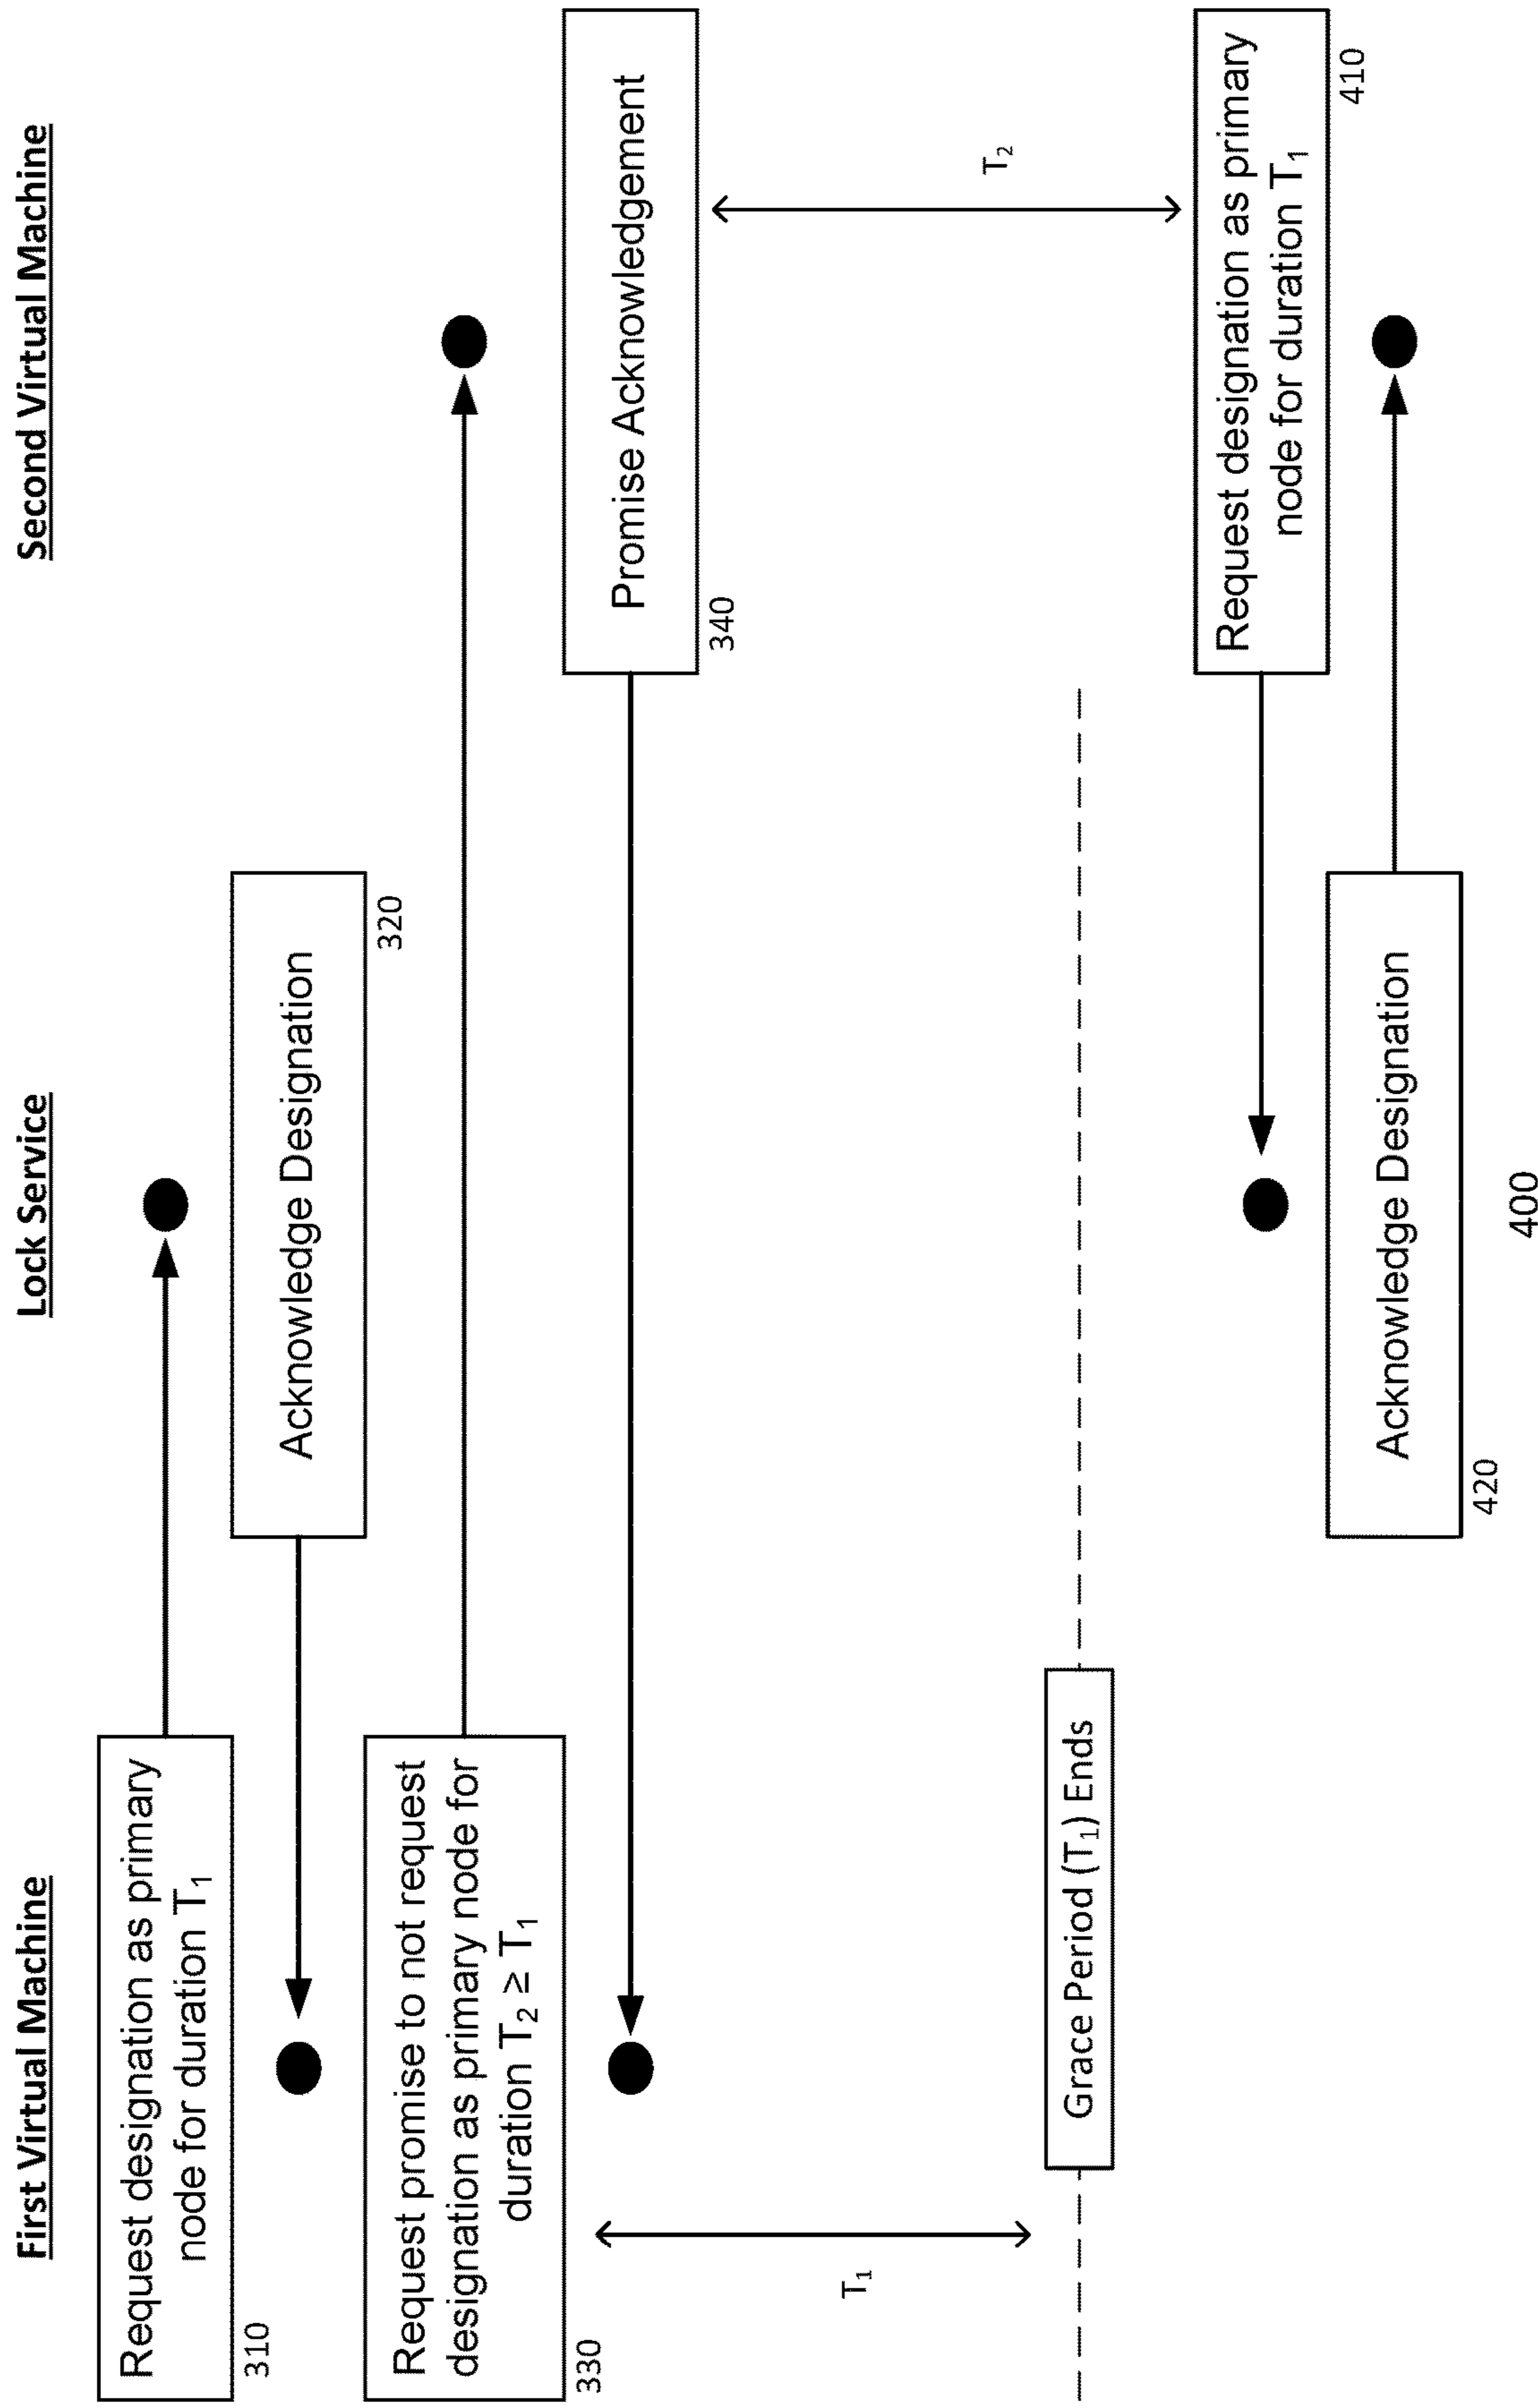 First Virtual Machine
Lock Service
Second Virtual Machine
Request designation as primary
node for duration T₁
310
Acknowledge Designation
320
Request promise to not request
designation as primary node for
duration T₂ ≥ T₁
330
Promise Acknowledgement
340
T₁
T₂
Grace Period (T₁) Ends
Request designation as primary
node for duration T₁
410
Acknowledge Designation
420
400